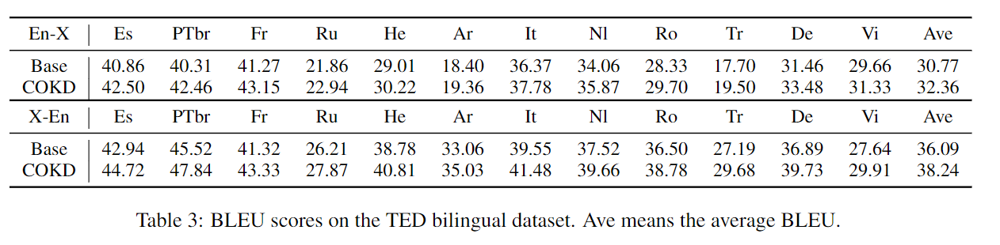 En-X Es PTbr Fr Ru He Ar It Nl Ro Tr De Vi Ave
Base 40.86 40.31 41.27 21.86 29.01 18.40 36.37 34.06 28.33 17.70 31.46 29.66 30.77
COKD 42.50 42.46 43.15 22.94 30.22 19.36 37.78 35.87 29.70 19.50 33.48 31.33 32.36
X-En Es PTbr Fr Ru He Ar It Nl Ro Tr De Vi Ave
Base 42.94 45.52 41.32 26.21 38.78 33.06 39.55 37.52 36.50 27.19 36.89 27.64 36.09
COKD 44.72 47.84 43.33 27.87 40.81 35.03 41.48 39.66 38.78 29.68 39.73 29.91 38.24
Table 3: BLEU scores on the TED bilingual dataset. Ave means the average BLEU.